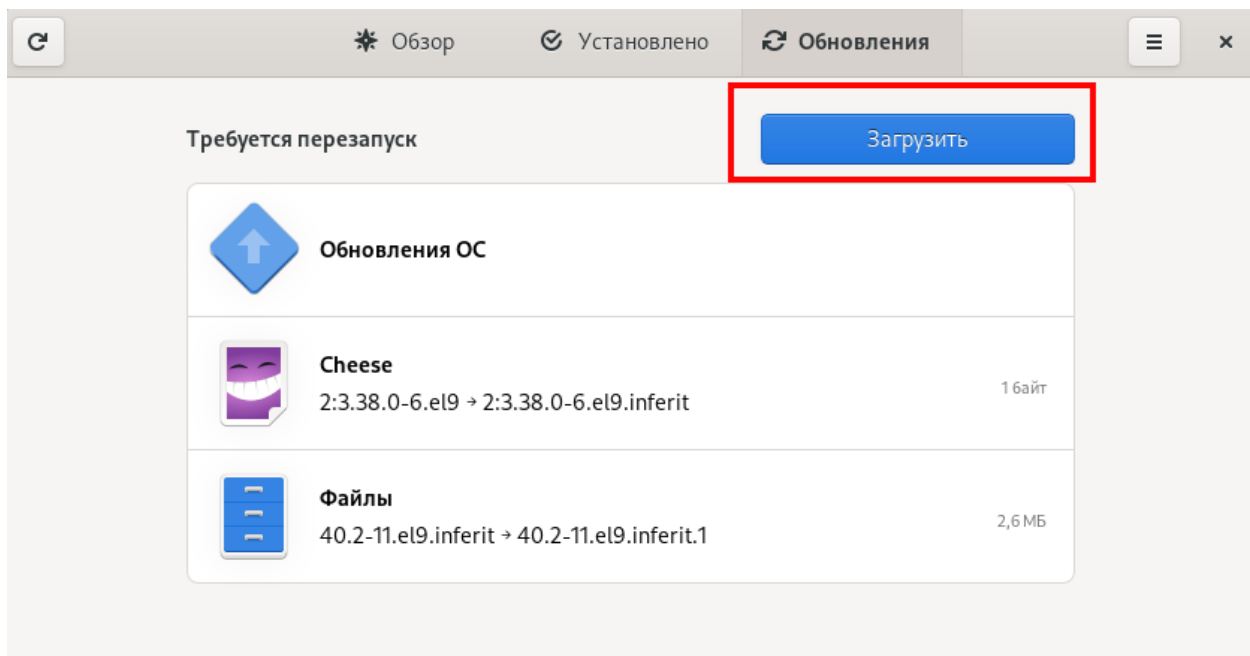 Обзор
Установлено
Обновления
Требуется перезапуск
Загрузить
Обновления ОС
Cheese
2:3.38.0-6.el9 → 2:3.38.0-6.el9.inferit
1 байт
Файлы
40.2-11.el9.inferit → 40.2-11.el9.inferit.1
2,6 МБ